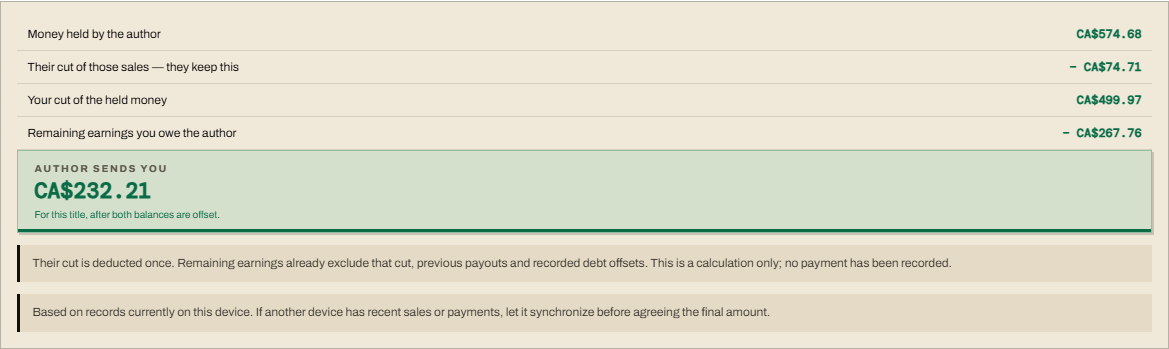 Money held by the author CA$574.68
Their cut of those sales — they keep this − CA$74.71
Your cut of the held money CA$499.97
Remaining earnings you owe the author − CA$267.76
AUTHOR SENDS YOU
CA$232.21
For this title, after both balances are offset.
Their cut is deducted once. Remaining earnings already exclude that cut, previous payouts and recorded debt offsets. This is a calculation only; no payment has been recorded.
Based on records currently on this device. If another device has recent sales or payments, let it synchronize before agreeing the final amount.